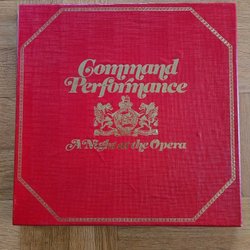 Command
Performance
A Night at the Opera